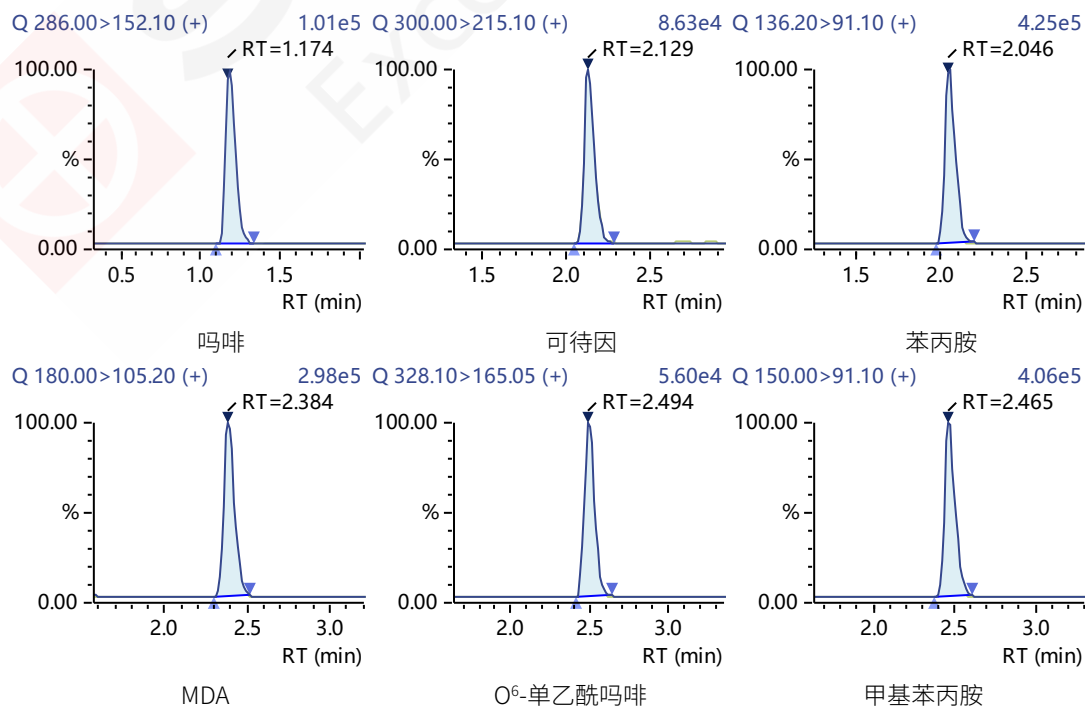 Q 286.00>152.10 (+) 1.01e5
RT=1.174
100.00
%
0.00
0.5 1.0 1.5
RT (min)
吗啡
Q 300.00>215.10 (+) 8.63e4
RT=2.129
100.00
%
0.00
1.5 2.0 2.5
RT (min)
可待因
Q 136.20>91.10 (+) 4.25e5
RT=2.046
100.00
%
0.00
1.5 2.0 2.5
RT (min)
苯丙胺
Q 180.00>105.20 (+) 2.98e5
RT=2.384
100.00
%
0.00
2.0 2.5 3.0
RT (min)
MDA
Q 328.10>165.05 (+) 5.60e4
RT=2.494
100.00
%
0.00
2.0 2.5 3.0
RT (min)
O⁶-单乙酰吗啡
Q 150.00>91.10 (+) 4.06e5
RT=2.465
100.00
%
0.00
2.0 2.5 3.0
RT (min)
甲基苯丙胺